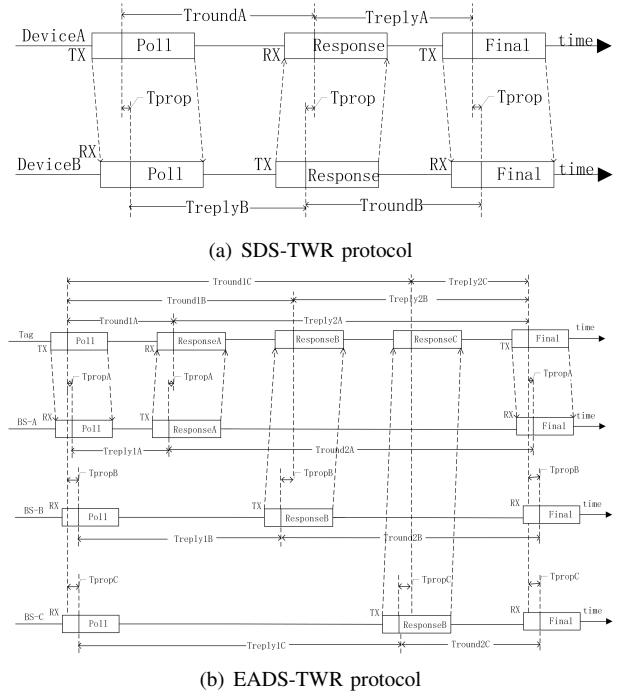 TroundA TreplyA
DeviceA Poll Response Final time
TX RX TX
Tprop Tprop Tprop
RX TX RX
DeviceB Poll Response Final time
TreplyB TroundB
(a) SDS-TWR protocol
Tround1C Treply2C
Tround1B Treply2B
Tround1A Treply2A
Tag Poll ResponseA ResponseB ResponseC Final time
TX RX TX
TpropA TpropA TpropA
BS-A RX Poll TX ResponseA RX Final time
Treply1A Tround2A
TpropB TpropB TpropB
BS-B RX Poll TX ResponseB RX Final time
Treply1B Tround2B
TpropC TpropC TpropC
BS-C RX Poll TX ResponseB RX Final time
Treply1C Tround2C
(b) EADS-TWR protocol